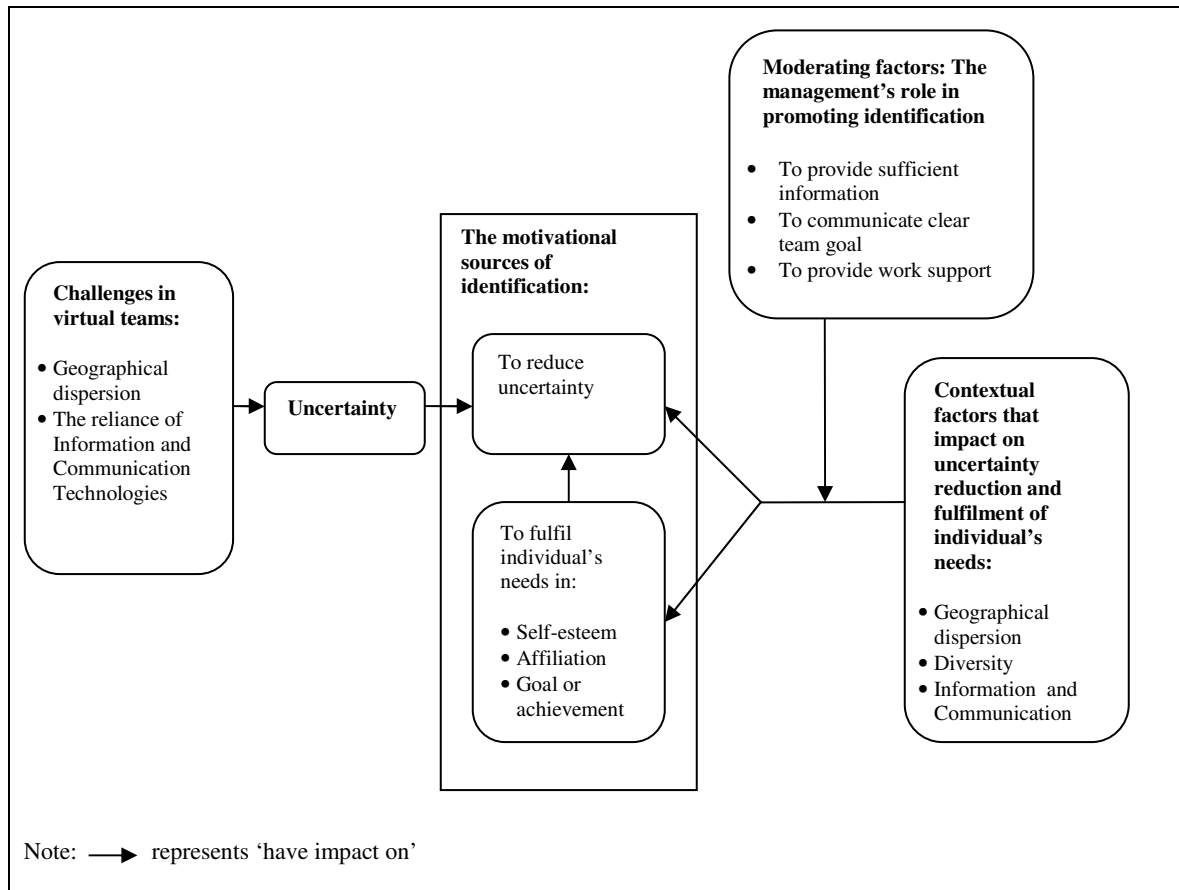 Challenges in
virtual teams:
• Geographical
dispersion
• The reliance of
Information and
Communication
Technologies
Uncertainty
The motivational
sources of
identification:
To reduce
uncertainty
To fulfil
individual’s
needs in:
• Self-esteem
• Affiliation
• Goal or
achievement
Moderating factors: The
management’s role in
promoting identification
• To provide sufficient
information
• To communicate clear
team goal
• To provide work support
Contextual
factors that
impact on
uncertainty
reduction and
fulfilment of
individual’s
needs:
• Geographical
dispersion
• Diversity
• Information and
Communication
Note: → represents ‘have impact on’